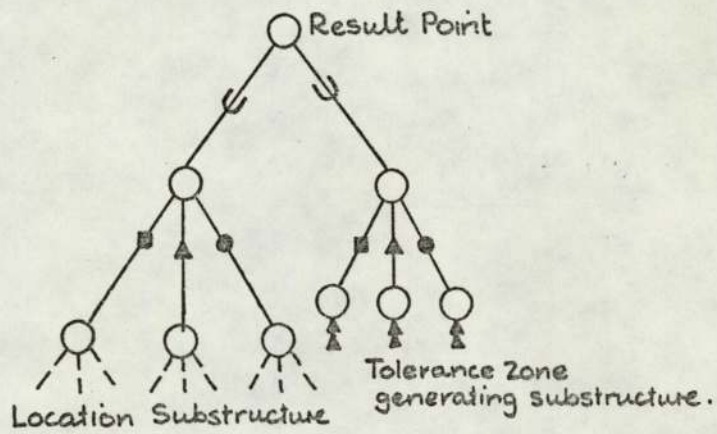 Result Point
Tolerance Zone
generating substructure.
Location Substructure